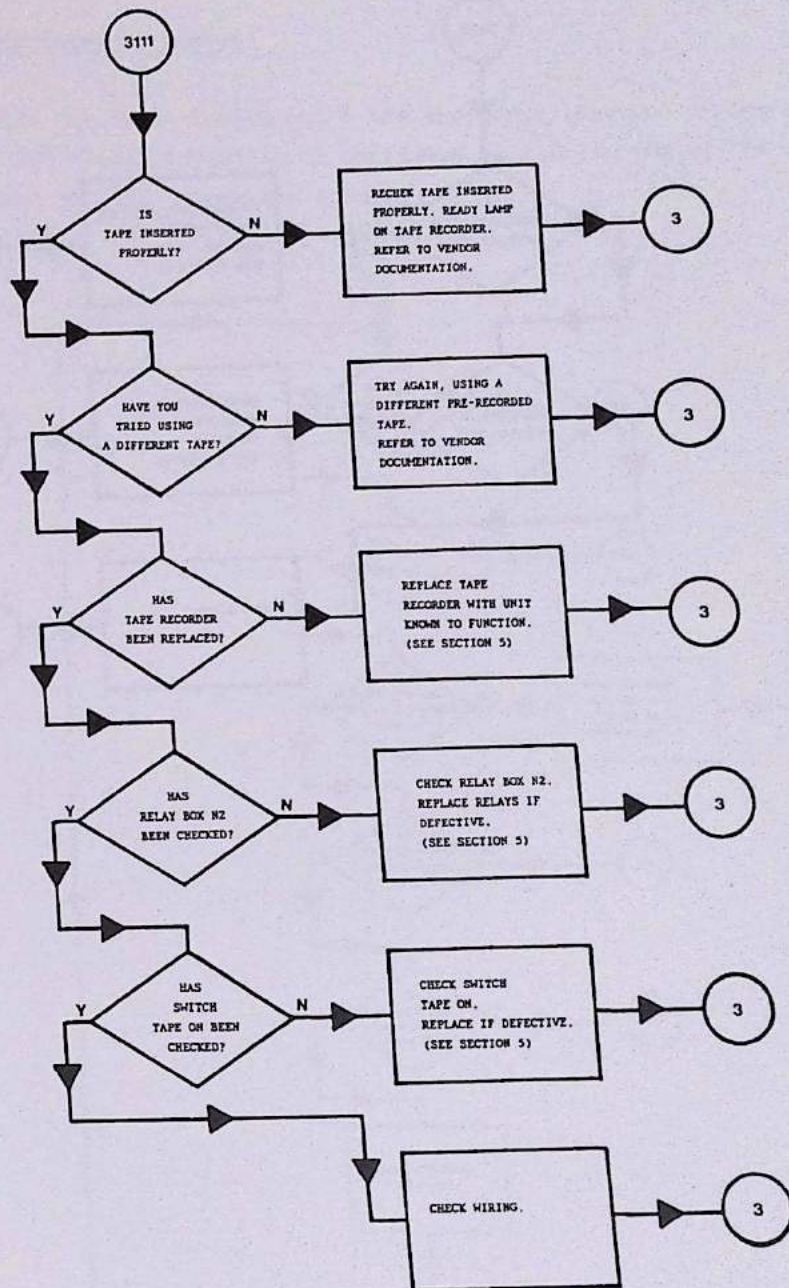 3111
IS
TAPE INSERTED
PROPERLY?
Y
N
RECHEK TAPE INSERTED
PROPERLY. READY LAMP
ON TAPE RECORDER.
REFER TO VENDOR
DOCUMENTATION.
3
HAVE YOU
TRIED USING
A DIFFERENT TAPE?
Y
N
TRY AGAIN, USING A
DIFFERENT PRE-RECORDED
TAPE.
REFER TO VENDOR
DOCUMENTATION.
3
HAS
TAPE RECORDER
BEEN REPLACED?
Y
N
REPLACE TAPE
RECORDER WITH UNIT
KNOWN TO FUNCTION.
(SEE SECTION 5)
3
HAS
RELAY BOX N2
BEEN CHECKED?
Y
N
CHECK RELAY BOX N2.
REPLACE RELAYS IF
DEFECTIVE.
(SEE SECTION 5)
3
HAS
SWITCH
TAPE ON BEEN
CHECKED?
Y
N
CHECK SWITCH
TAPE ON.
REPLACE IF DEFECTIVE.
(SEE SECTION 5)
3
CHECK WIRING.
3